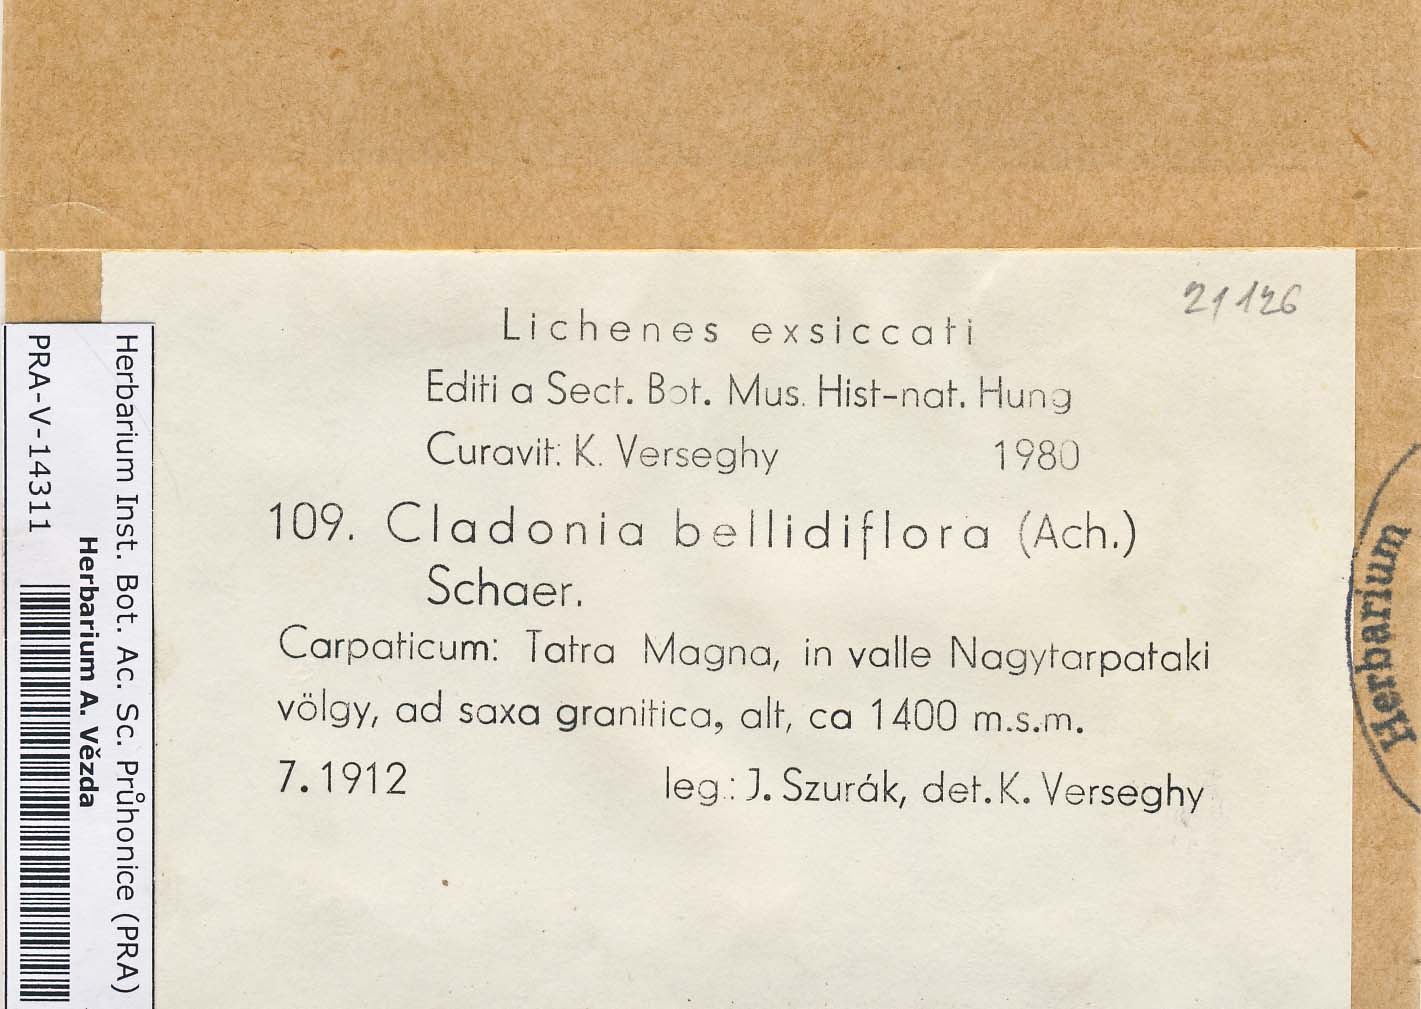 21126
Lichenes exsiccati
Editi a Sect. Bot. Mus. Hist-nat. Hung
Curavit: K. Verseghy 1980
109. Cladonia bellidiflora (Ach.)
Schaer.
Carpaticum: Tatra Magna, in valle Nagytarpataki
völgy, ad saxa granitica, alt, ca 1400 m.s.m.
7.1912 leg.: J. Szurák, det. K. Verseghy
Herbarium Inst. Bot. Ac. Sc. Průhonice (PRA)
Herbarium A. Vězda
PRA-V-14311
Herbarium